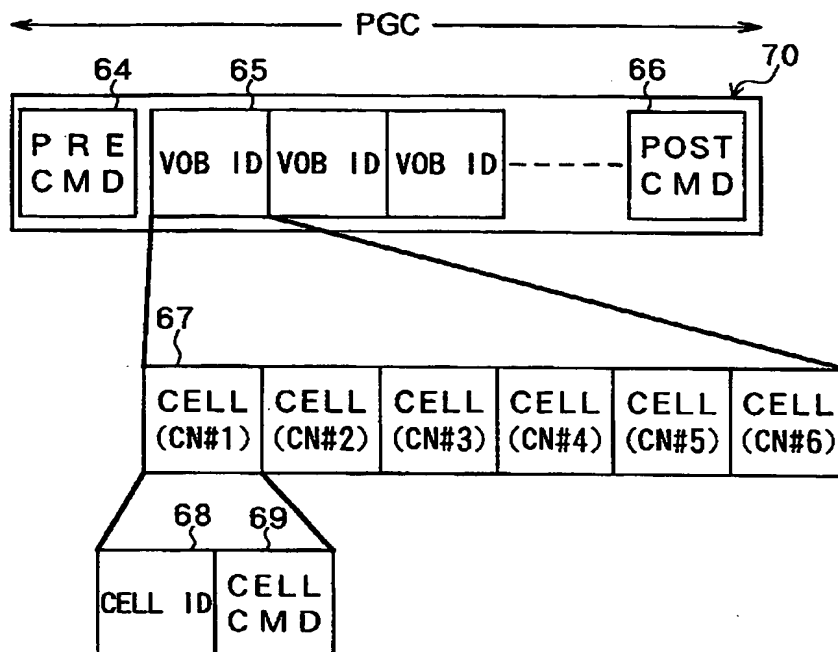 PGC
64 65 66 70
PRE CMD VOB ID VOB ID VOB ID POST CMD
67
CELL (CN#1) CELL (CN#2) CELL (CN#3) CELL (CN#4) CELL (CN#5) CELL (CN#6)
68 69
CELL ID CELL CMD